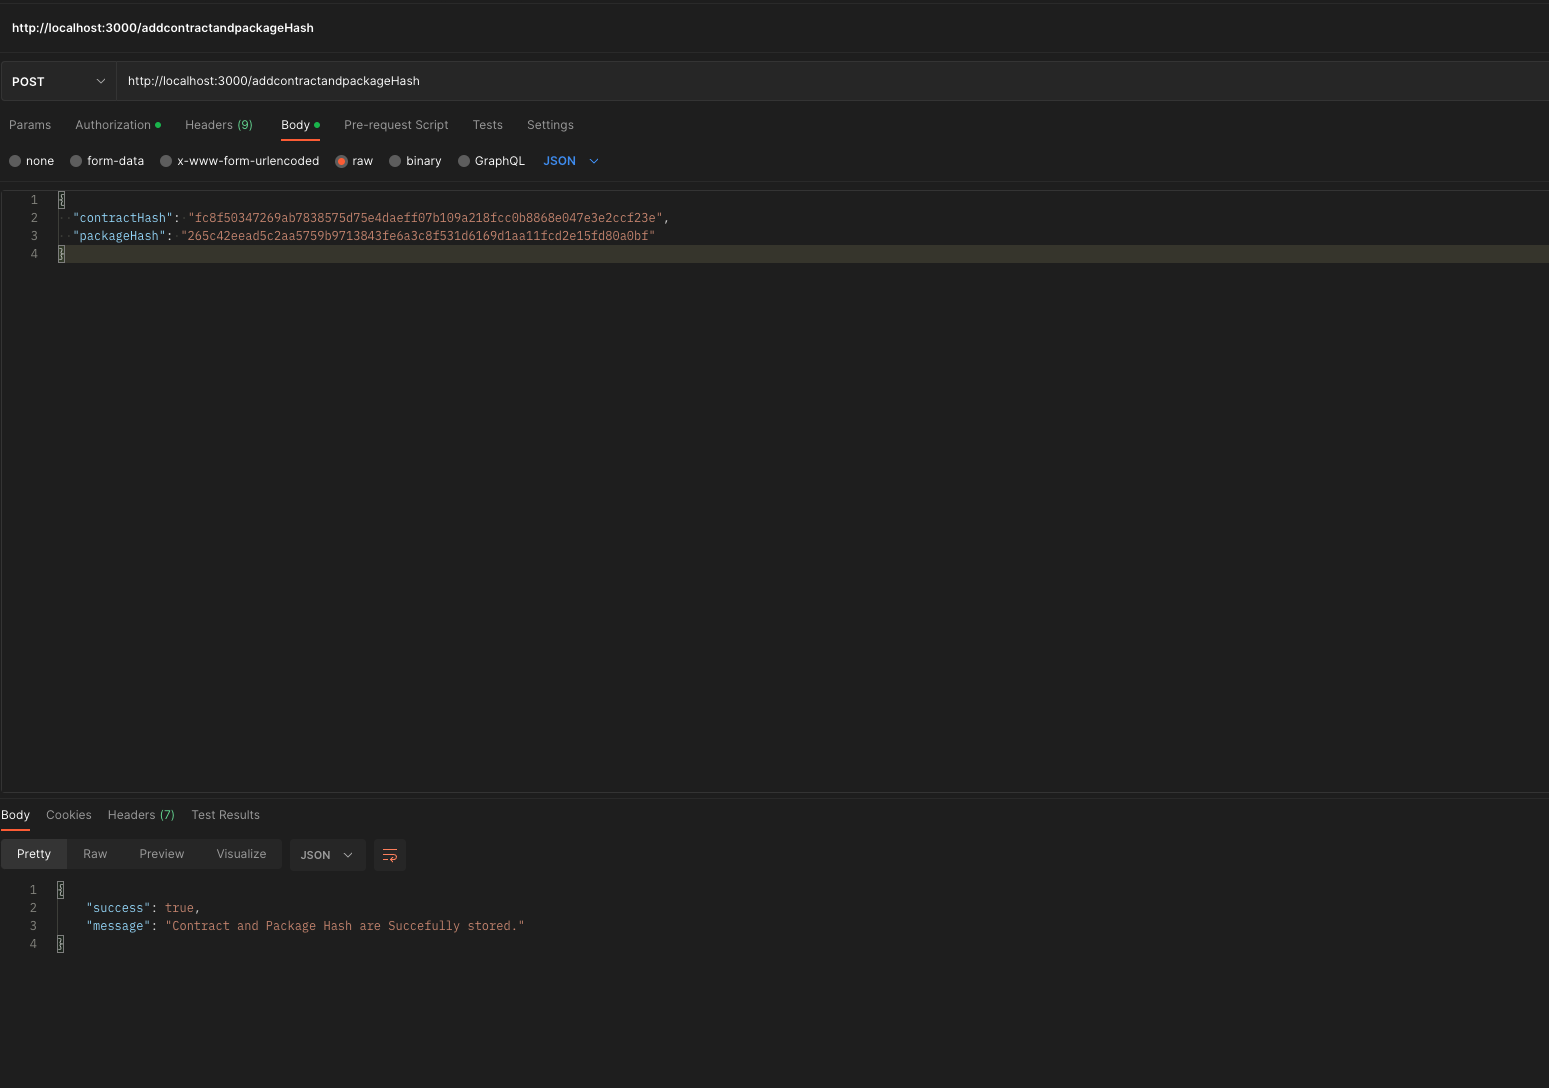 http://localhost:3000/addcontractandpackageHash
POST http://localhost:3000/addcontractandpackageHash
Params Authorization Headers (9) Body Pre-request Script Tests Settings
none form-data x-www-form-urlencoded raw binary GraphQL JSON
1 {
2 "contractHash": "fc8f50347269ab7838575d75e4daeff07b109a218fcc0b8868e047e3e2ccf23e",
3 "packageHash": "265c42eead5c2aa5759b9713843fe6a3c8f531d6169d1aa11fcd2e15fd80a0bf"
4 }
Body Cookies Headers (7) Test Results
Pretty Raw Preview Visualize JSON
1 {
2 "success": true,
3 "message": "Contract and Package Hash are Succefully stored."
4 }